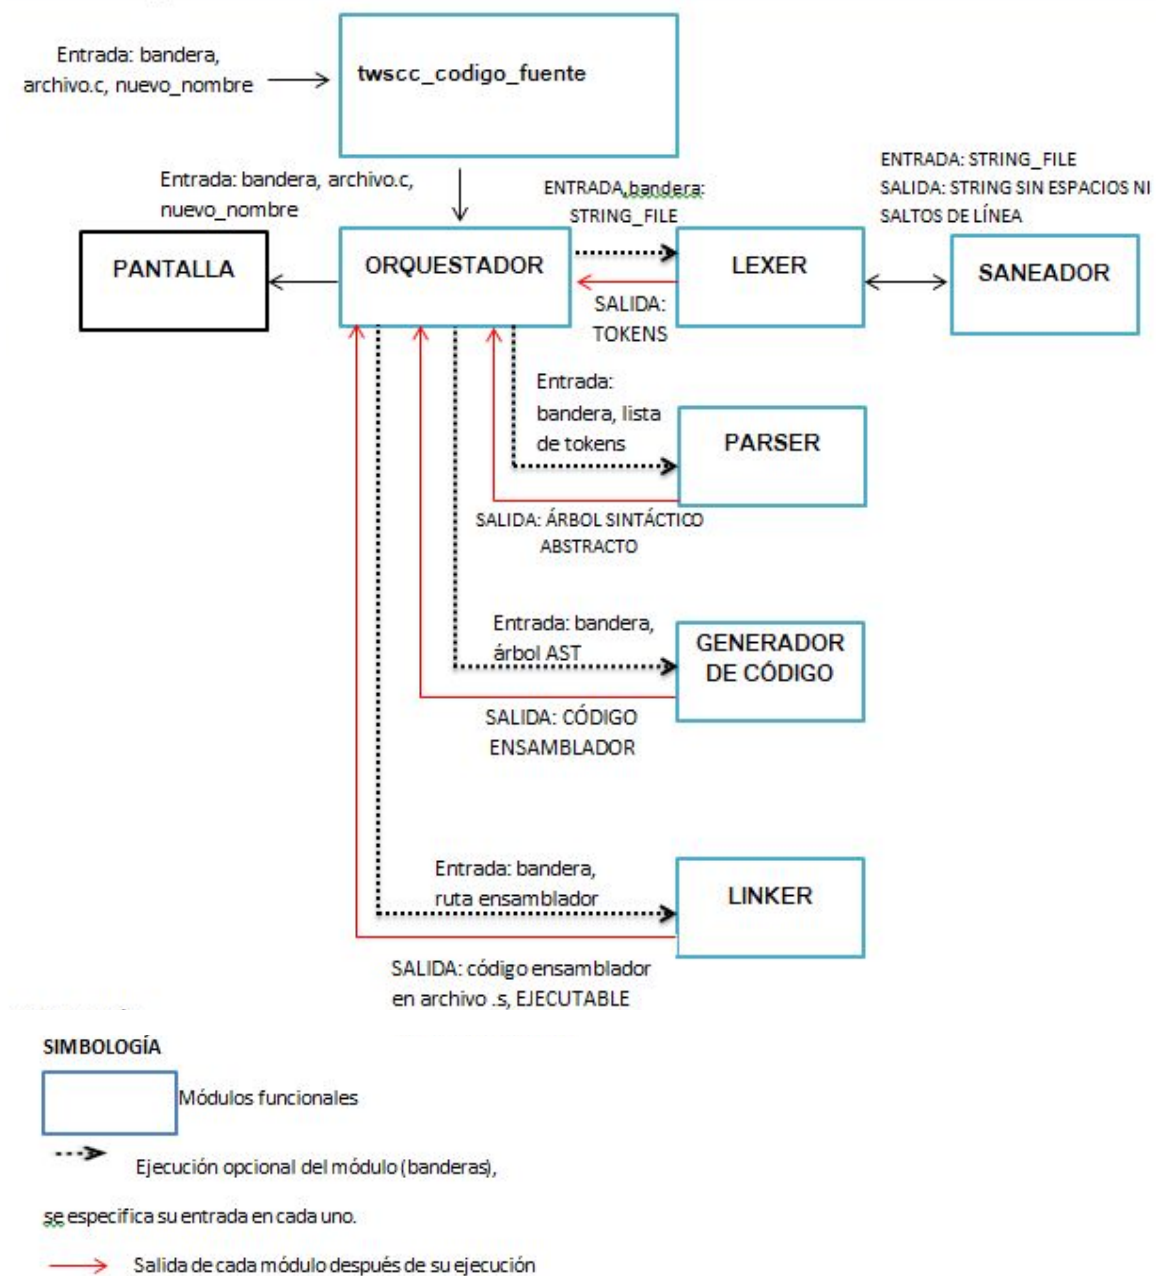 Entrada: bandera,
archivo.c, nuevo_nombre
twscc_codigo_fuente
Entrada: bandera, archivo.c,
nuevo_nombre
ENTRADA,bandera:
STRING_FILE
ENTRADA: STRING_FILE
SALIDA: STRING SIN ESPACIOS NI
SALTOS DE LÍNEA
PANTALLA
ORQUESTADOR
LEXER
SANEADOR
SALIDA:
TOKENS
Entrada:
bandera, lista
de tokens
PARSER
SALIDA: ÁRBOL SINTÁCTICO
ABSTRACTO
Entrada: bandera,
árbol AST
GENERADOR
DE CÓDIGO
SALIDA: CÓDIGO
ENSAMBLADOR
Entrada: bandera,
ruta ensamblador
LINKER
SALIDA: código ensamblador
en archivo .s, EJECUTABLE
SIMBOLOGÍA
Módulos funcionales
Ejecución opcional del módulo (banderas),
se especifica su entrada en cada uno.
Salida de cada módulo después de su ejecución